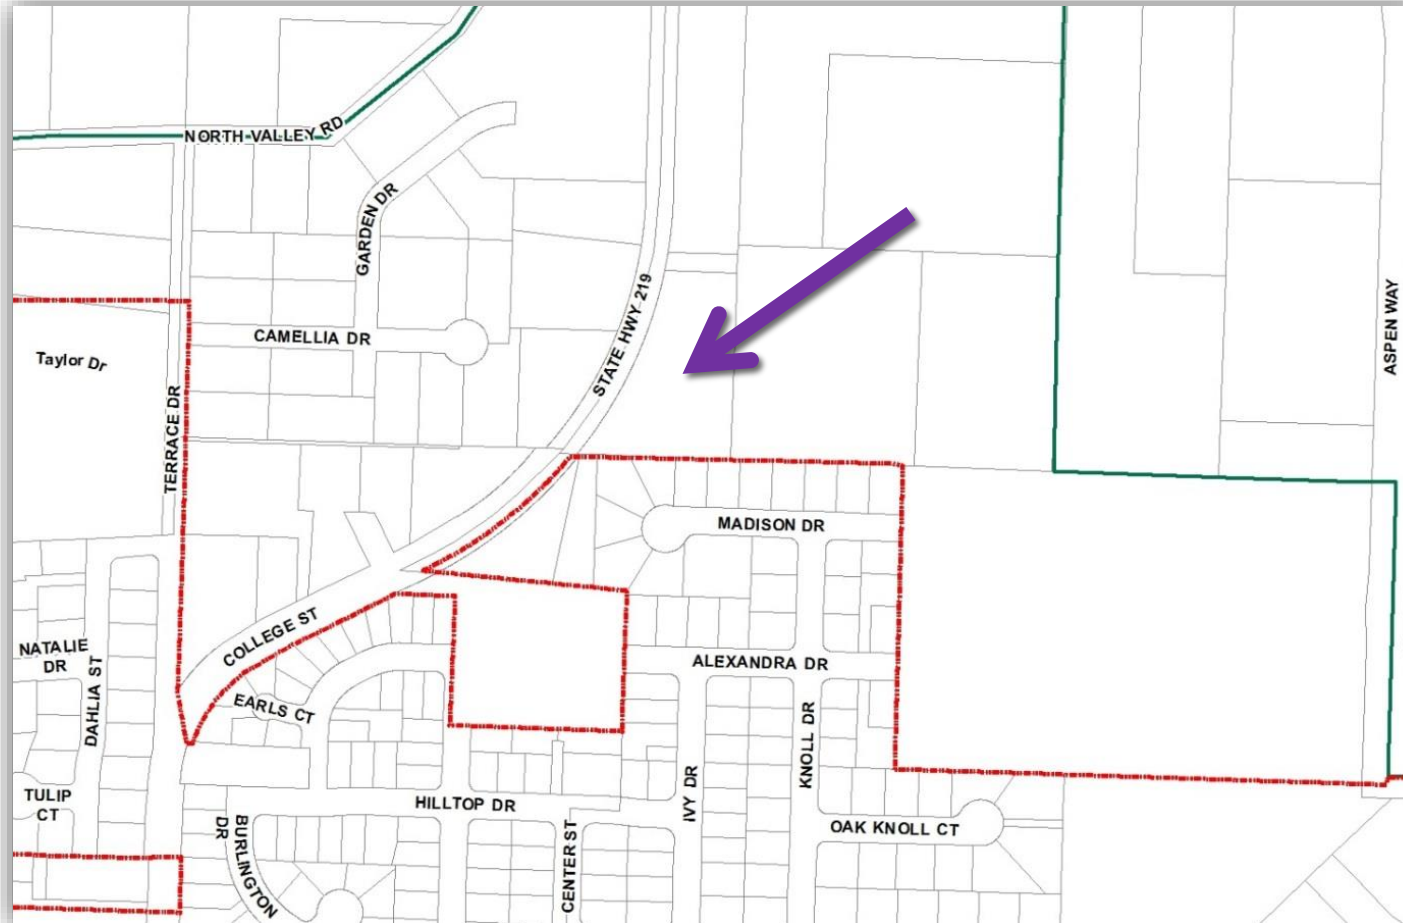 NORTH VALLEY RD
GARDEN DR
STATE HWY 219
ASPEN WAY
CAMELLIA DR
Taylor Dr
TERRACE DR
MADISON DR
COLLEGE ST
NATALIE
DR
DAHLIA ST
ALEXANDRA DR
EARLS CT
KNOLL DR
IVY DR
TULIP
CT
HILLTOP DR
OAK KNOLL CT
BURLINGTON
DR
CENTER ST